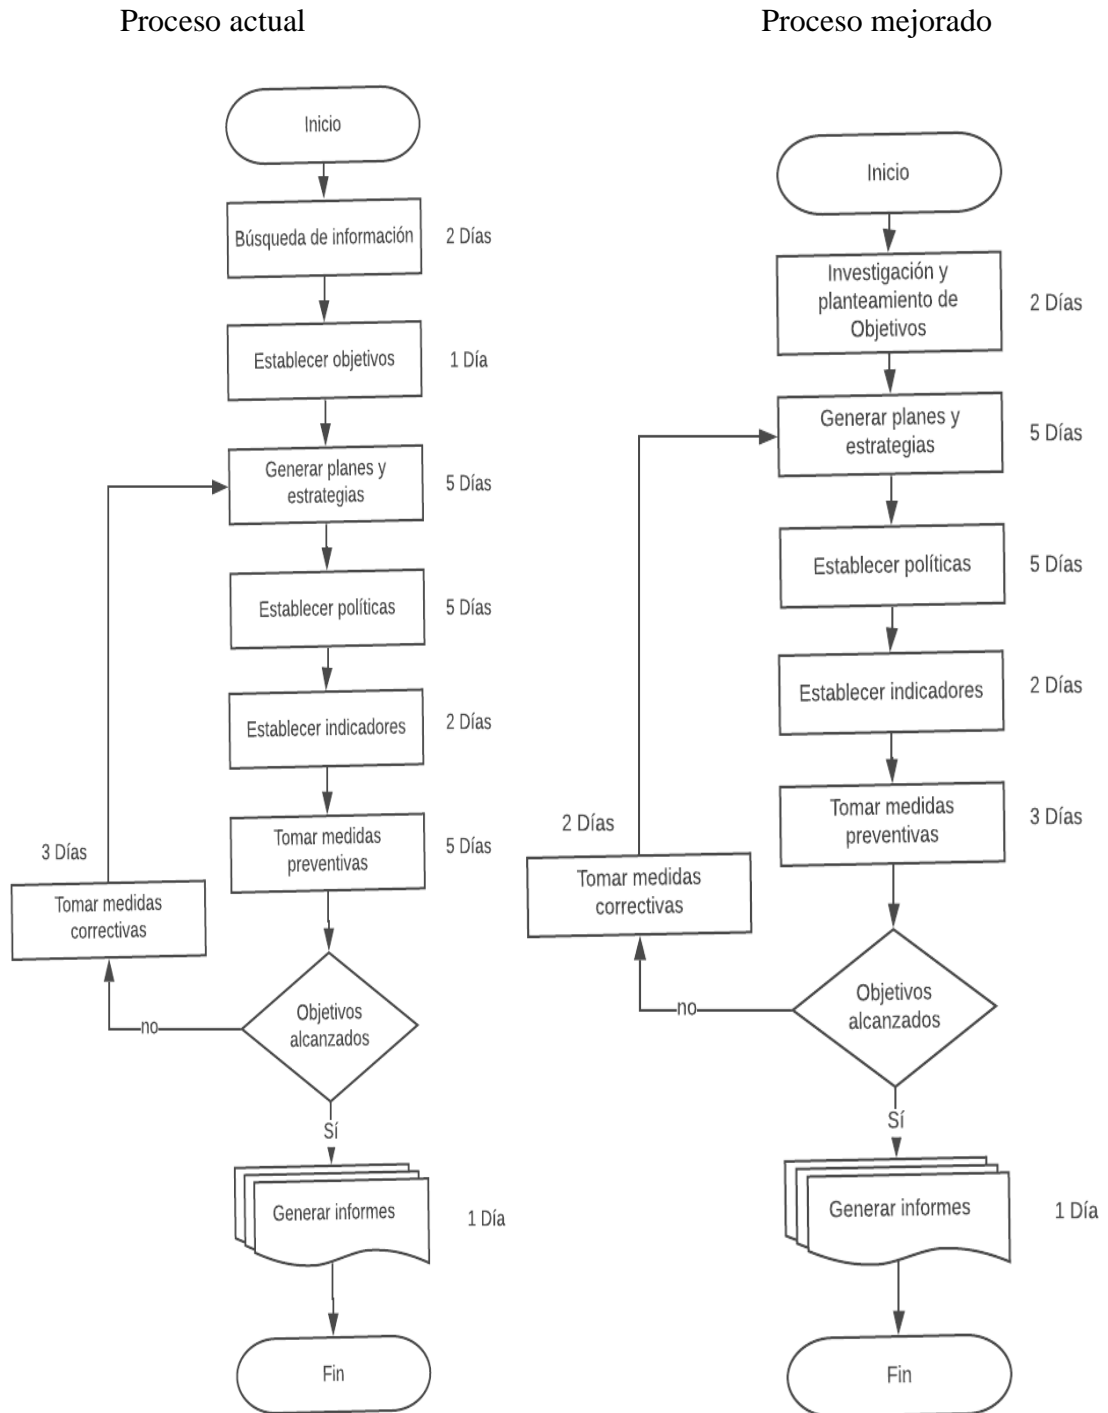 Proceso actual
Inicio
Búsqueda de información
2 Días
Establecer objetivos
1 Día
Generar planes y
estrategias
5 Días
Establecer políticas
5 Días
Establecer indicadores
2 Días
Tomar medidas
preventivas
5 Días
3 Días
Tomar medidas
correctivas
Objetivos
alcanzados
no
Sí
Generar informes
1 Día
Fin
Proceso mejorado
Inicio
Investigación y
planteamiento de
Objetivos
2 Días
Generar planes y
estrategias
5 Días
Establecer políticas
5 Días
Establecer indicadores
2 Días
Tomar medidas
preventivas
3 Días
2 Días
Tomar medidas
correctivas
Objetivos
alcanzados
no
Sí
Generar informes
1 Día
Fin